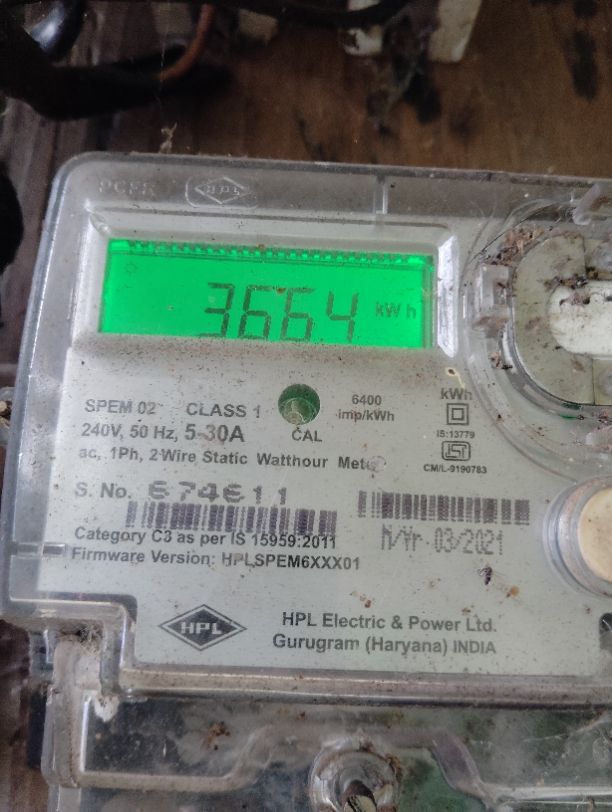 HPL
366.4 kWh
SPEM 02 CLASS 1 6400 imp/kWh kWh
240V, 50 Hz, 5-30A CAL IS:13779
ac, 1Ph, 2 Wire Static Watthour Meter CM/L-9190783
S. No. 674611
Category C3 as per IS 15959:2011 M/Yr 03/2021
Firmware Version: HPLSPEM6XXX01
HPL
HPL Electric & Power Ltd.
Gurugram (Haryana) INDIA